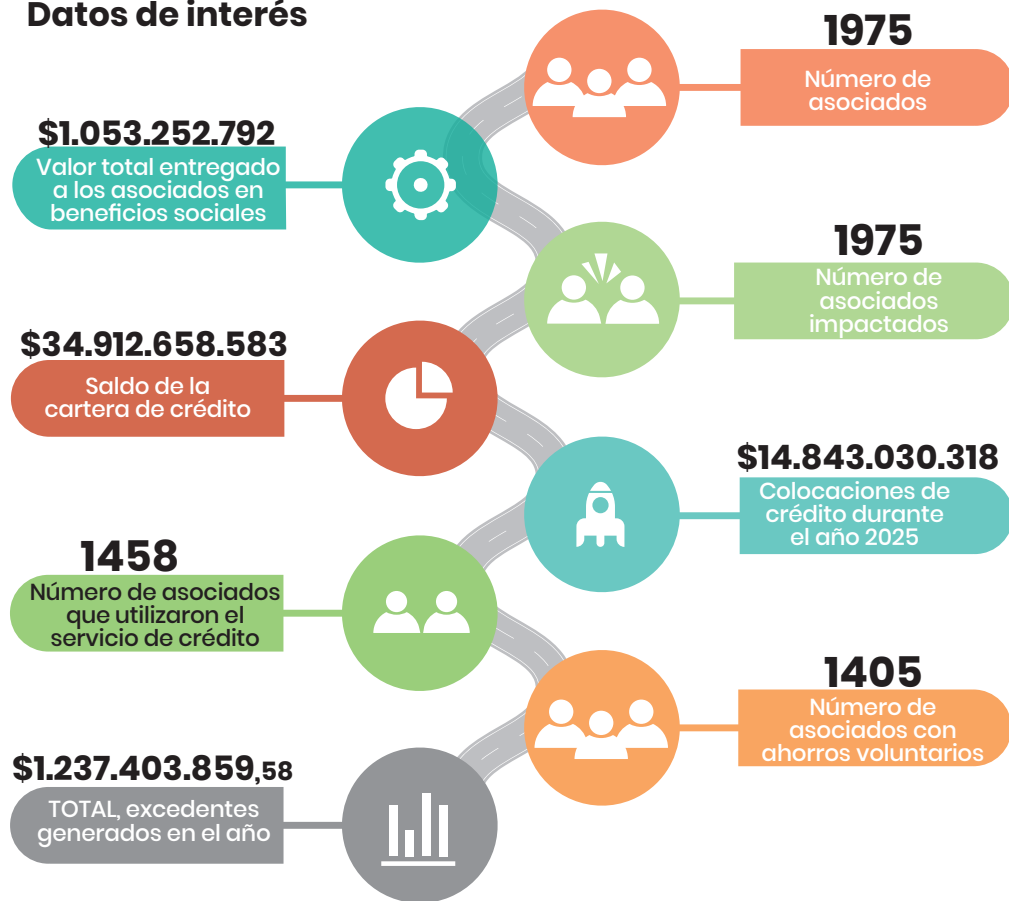 Datos de interés
1975
Número de
asociados
$1.053.252.792
Valor total entregado
a los asociados en
beneficios sociales
1975
Número de
asociados
impactados
$34.912.658.583
Saldo de la
cartera de crédito
$14.843.030.318
Colocaciones de
crédito durante
el año 2025
1458
Número de asociados
que utilizaron el
servicio de crédito
1405
Número de
asociados con
ahorros voluntarios
$1.237.403.859,58
TOTAL, excedentes
generados en el año